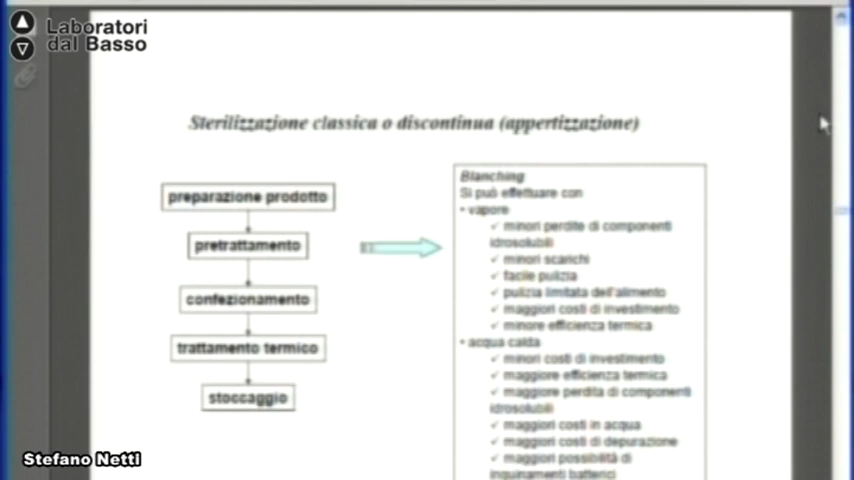 Laboratori
dal Basso
Sterilizzazione classica o discontinua (appertizzazione)
preparazione prodotto
pretrattamento
confezionamento
trattamento termico
stoccaggio
Blanching
Si può effettuare con
• vapore
✓ minori perdite di componenti
idrosolubili
✓ minori scarichi
✓ facile pulizia
✓ pulizia limitata dell'alimento
✓ maggiori costi di investimento
✓ minore efficienza termica
• acqua calda
✓ minori costi di investimento
✓ maggiore efficienza termica
✓ maggiore perdita di componenti
idrosolubili
✓ maggiori costi in acqua
✓ maggiori costi di depurazione
✓ maggiori possibilità di
inquinamenti batterici
Stefano Netti